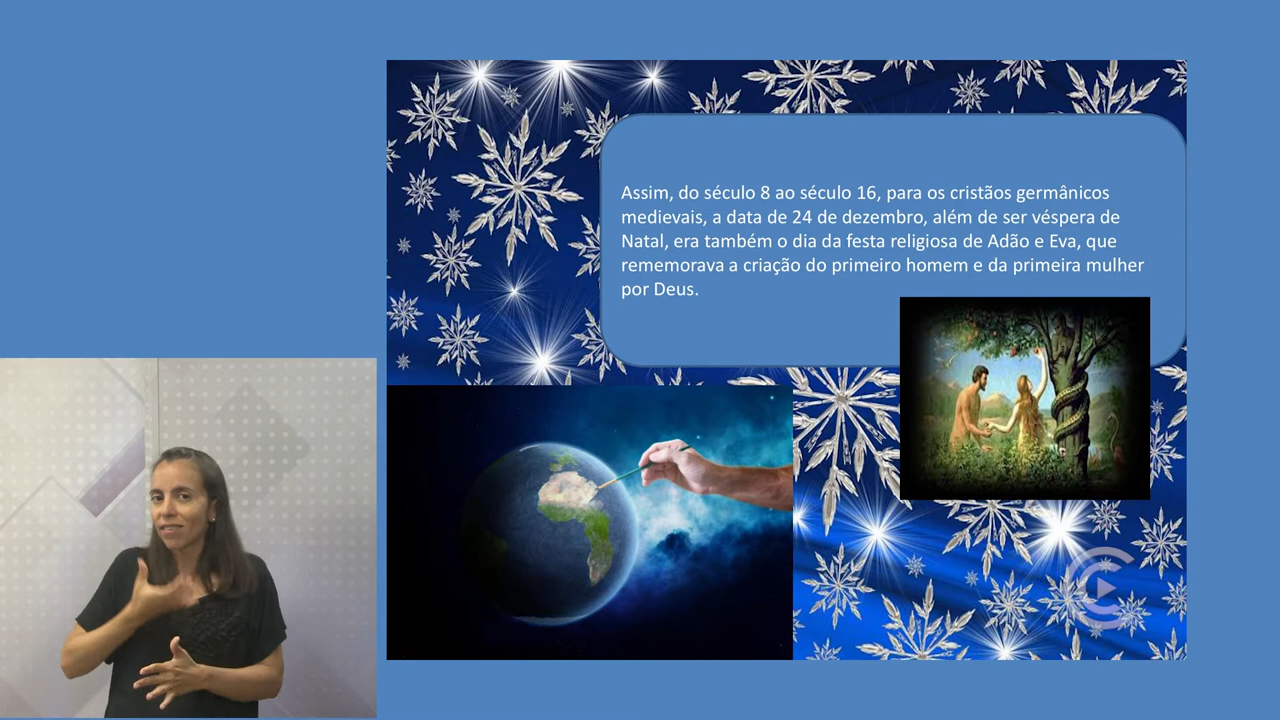 Assim, do século 8 ao século 16, para os cristãos germânicos
medievais, a data de 24 de dezembro, além de ser véspera de
Natal, era também o dia da festa religiosa de Adão e Eva, que
rememorava a criação do primeiro homem e da primeira mulher
por Deus.